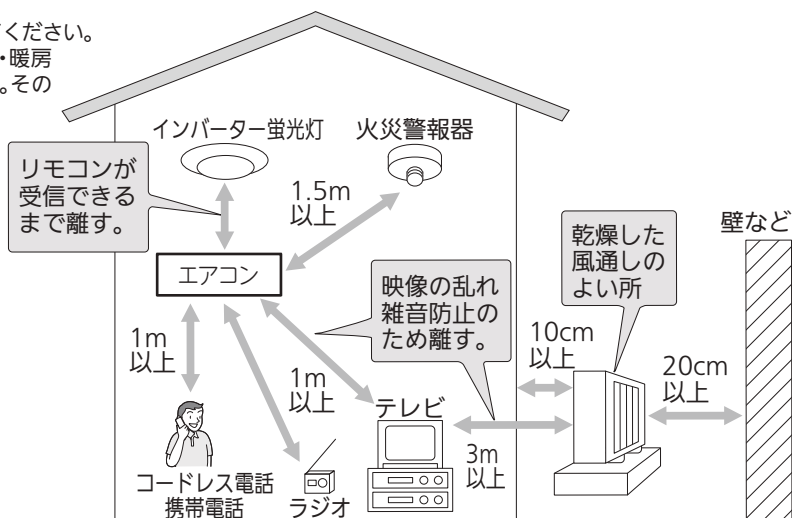 ください。
・暖房
。その
インバーター蛍光灯
火災警報器
リモコンが
受信できる
まで離す。
1.5m
以上
壁など
乾燥した
風通しの
よい所
エアコン
映像の乱れ
雑音防止の
ため離す。
1m
以上
10cm
以上
20cm
以上
1m
以上
テレビ
3m
以上
コードレス電話
携帯電話
ラジオ